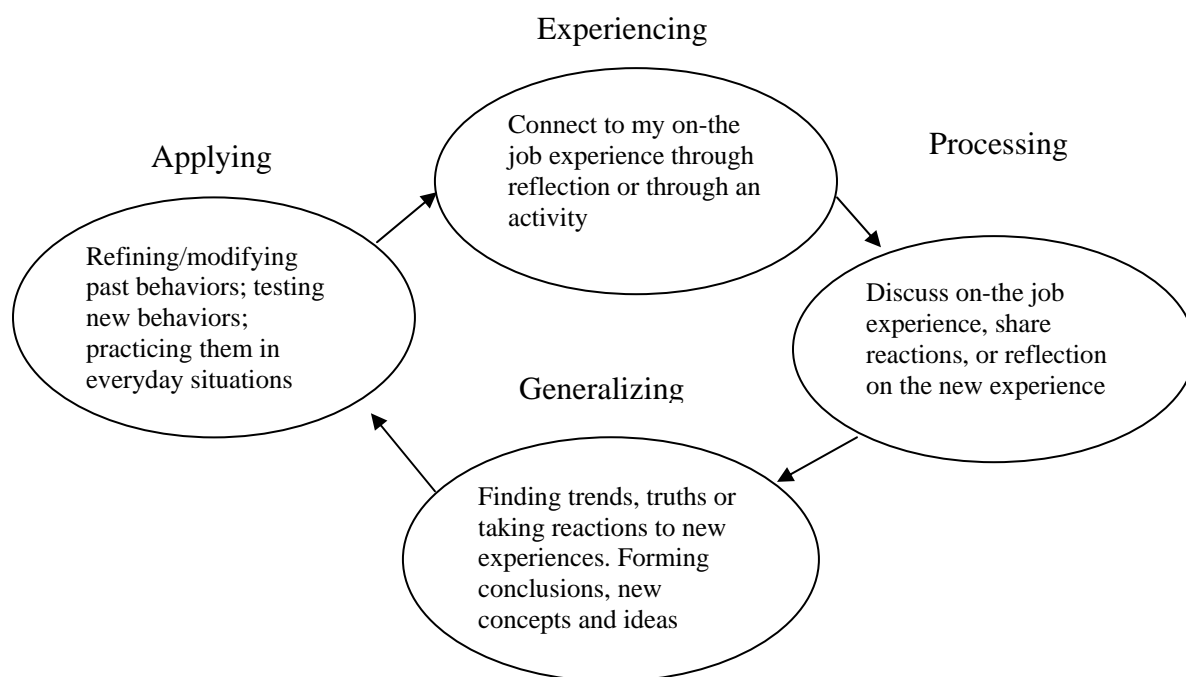 Experiencing
Connect to my on-the
job experience through
reflection or through an
activity
Processing
Discuss on-the job
experience, share
reactions, or reflection
on the new experience
Generalizing
Finding trends, truths or
taking reactions to new
experiences. Forming
conclusions, new
concepts and ideas
Applying
Refining/modifying
past behaviors; testing
new behaviors;
practicing them in
everyday situations